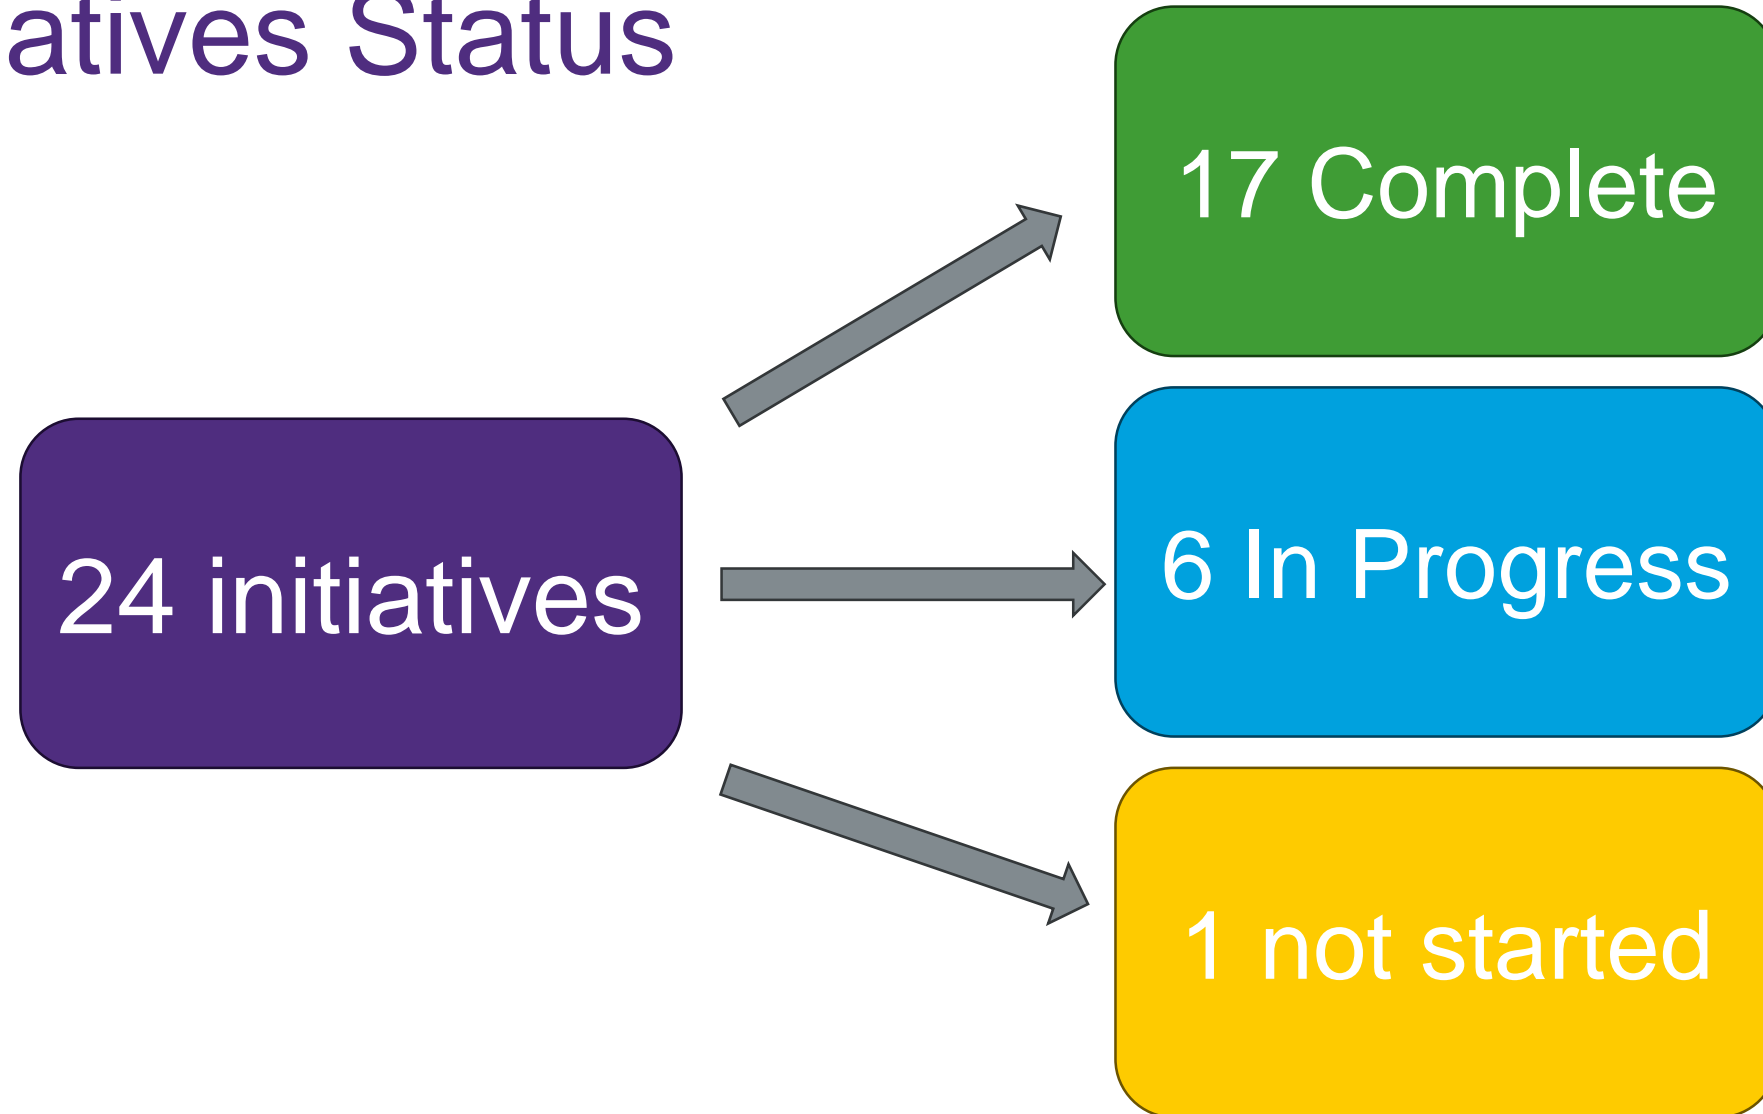 atives Status
17 Complete
24 initiatives
6 In Progress
1 not started